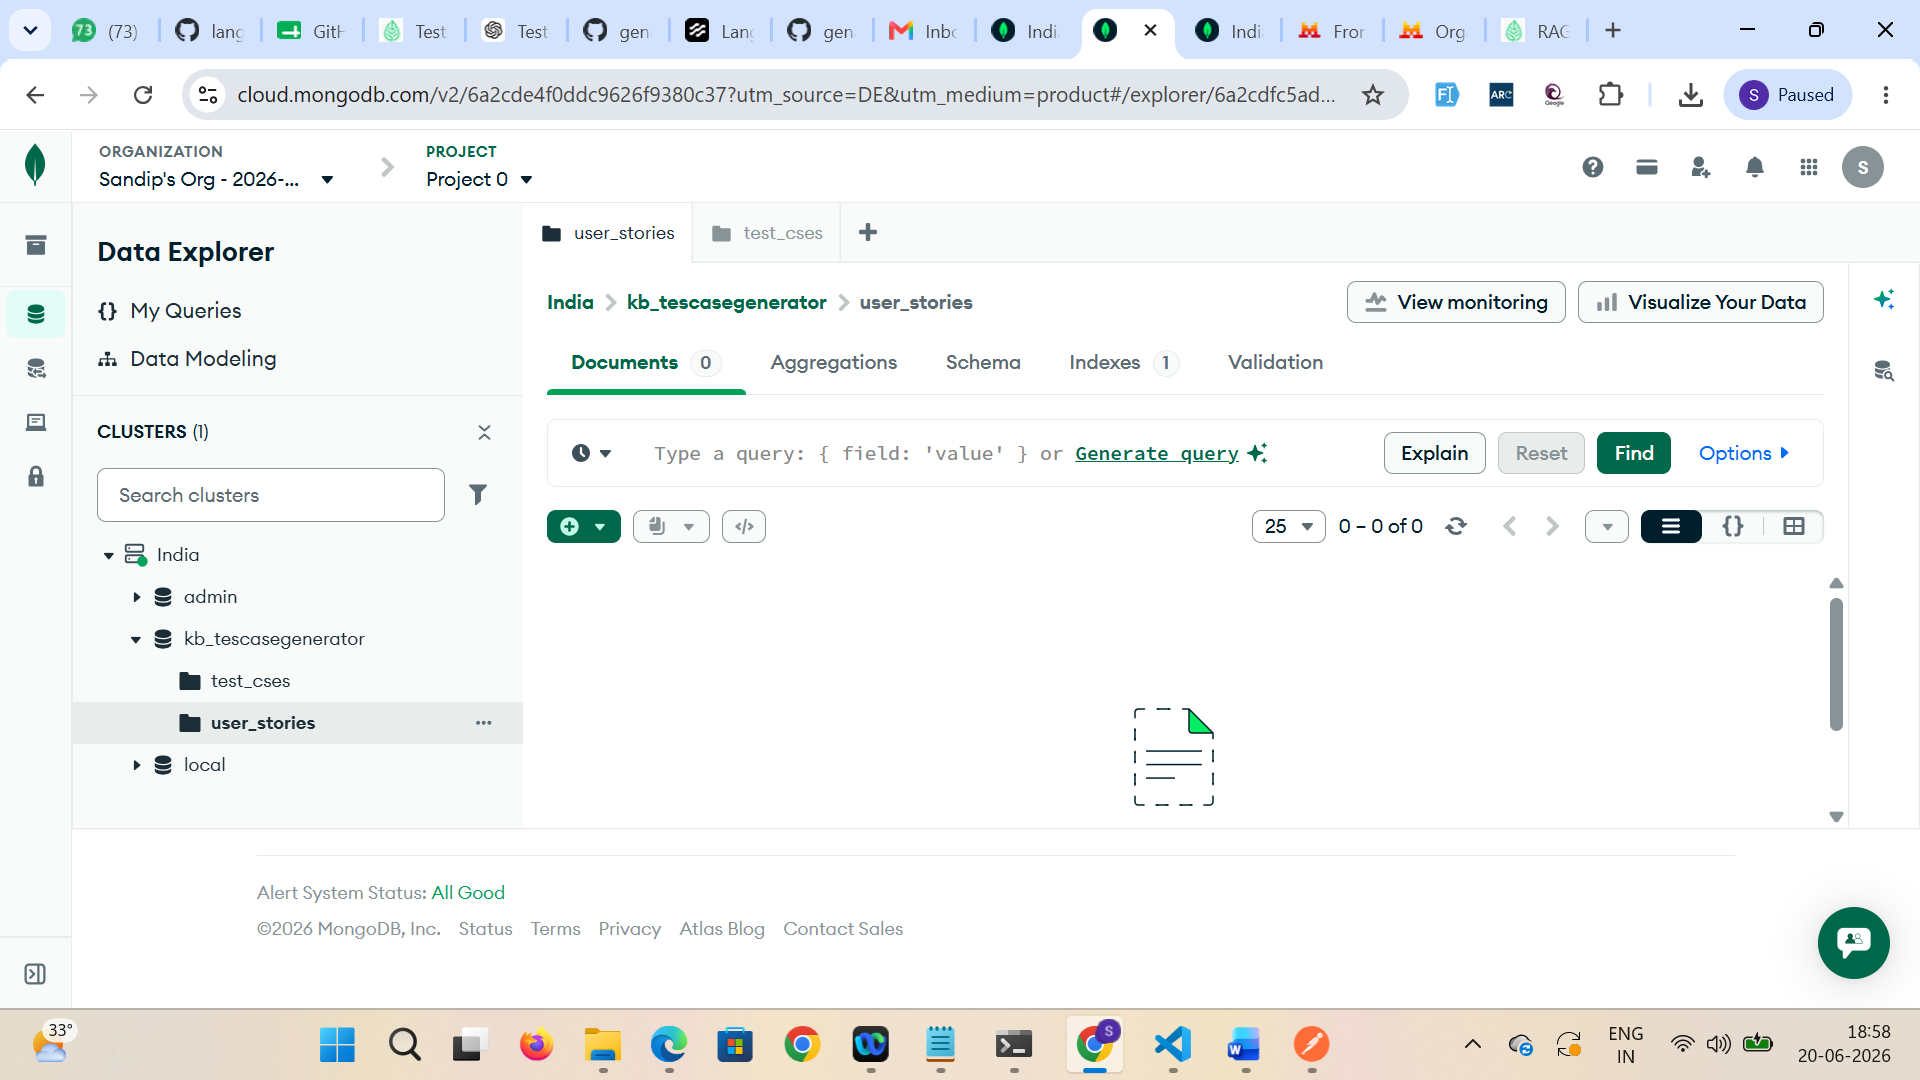 73 (73) lang GitH Test Test gen Lang gen Inbo Indi Indi Fror Org RAG
cloud.mongodb.com/v2/6a2cde4f0ddc9626f9380c37?utm_source=DE&utm_medium=product#/explorer/6a2cdfc5ad...
FI ARC Qeagle S Paused
ORGANIZATION
Sandip's Org - 2026-...
PROJECT
Project 0
S
Data Explorer
My Queries
Data Modeling
CLUSTERS (1)
Search clusters
India
admin
kb_tescasegenerator
test_cses
user_stories
local
user_stories test_cses
India kb_tescasegenerator user_stories
View monitoring Visualize Your Data
Documents 0 Aggregations Schema Indexes 1 Validation
Type a query: { field: 'value' } or Generate query
Explain Reset Find Options
25 0 – 0 of 0
Alert System Status: All Good
©2026 MongoDB, Inc. Status Terms Privacy Atlas Blog Contact Sales
33°
S
ENG
IN
18:58
20-06-2026